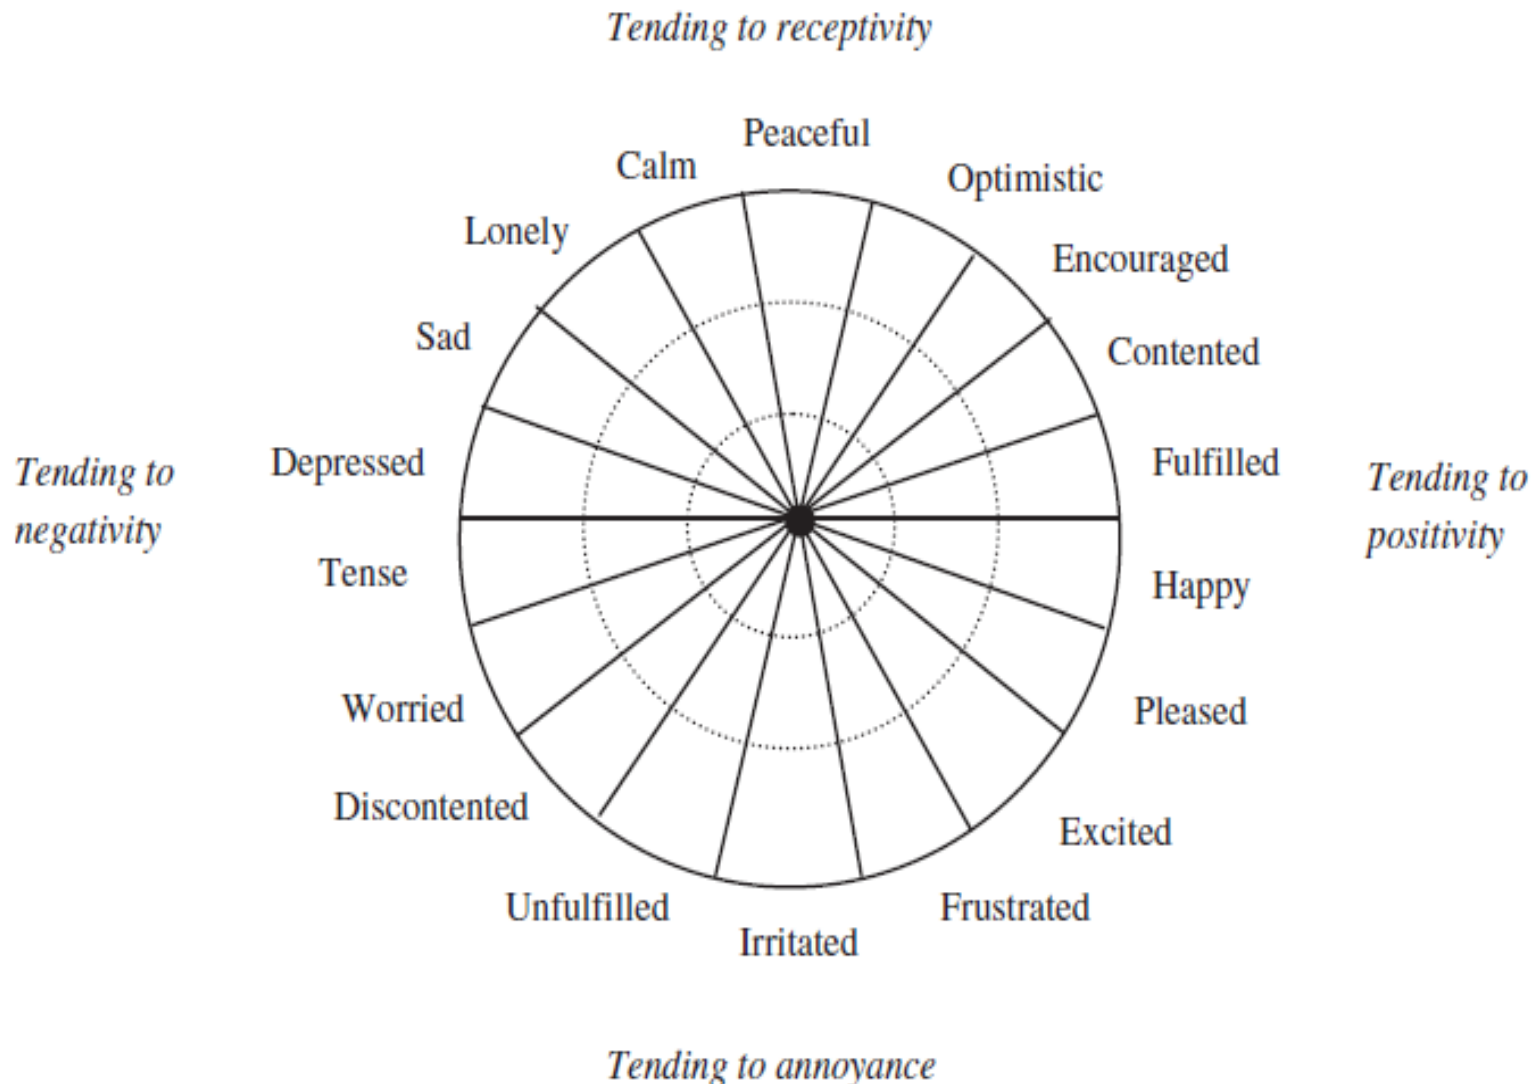 Tending to receptivity
Peaceful
Calm
Optimistic
Lonely
Encouraged
Sad
Contented
Depressed
Fulfilled
Tending to
negativity
Tending to
positivity
Tense
Happy
Worried
Pleased
Discontented
Excited
Unfulfilled
Frustrated
Irritated
Tending to annoyance